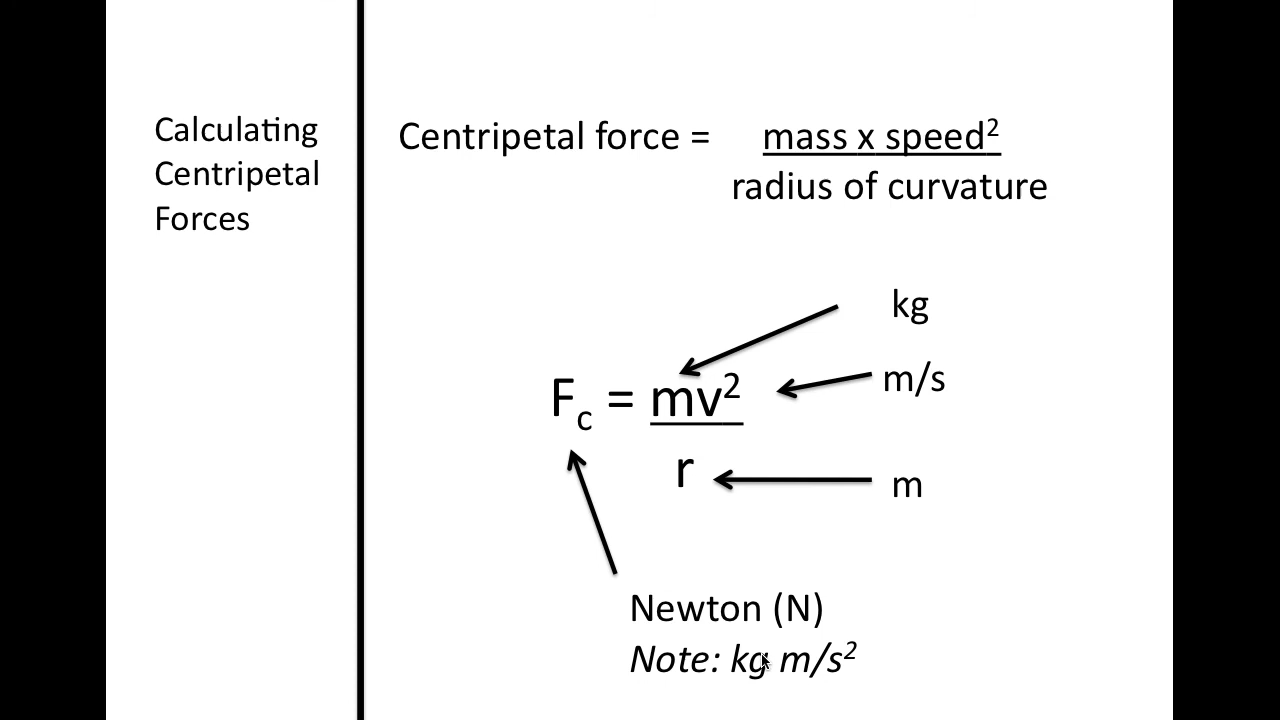 Calculating
Centripetal
Forces
Centripetal force = mass x speed²
radius of curvature
kg
m/s
Fc = mv²
r
m
Newton (N)
Note: kg m/s²